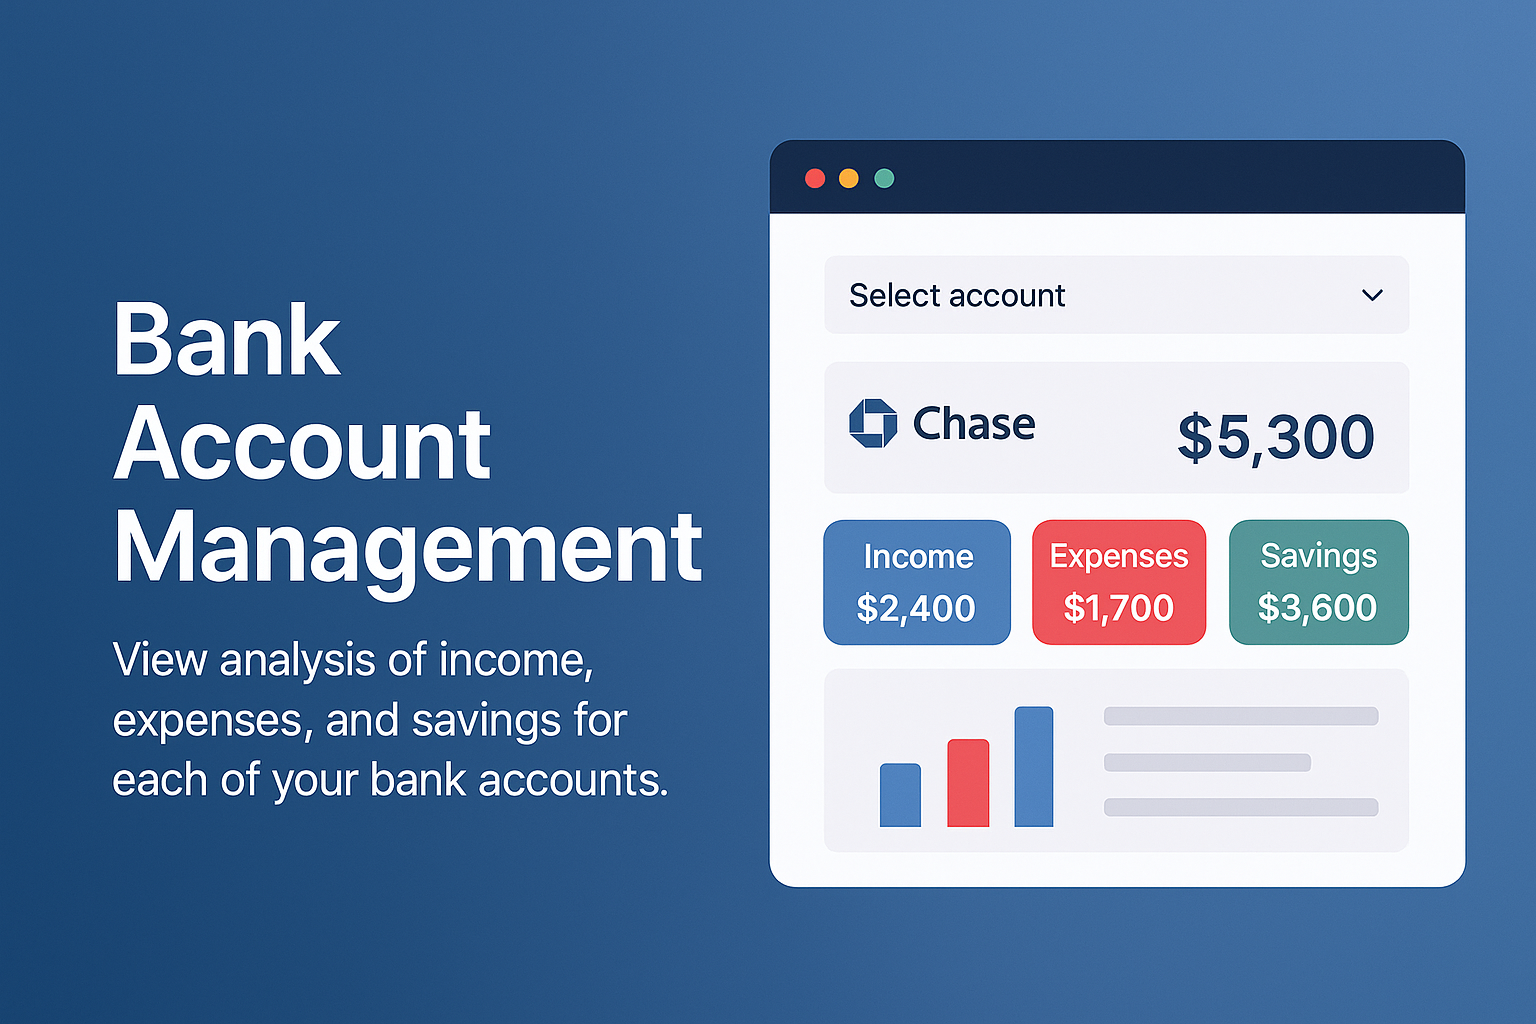 Bank
Account
Management
View analysis of income,
expenses, and savings for
each of your bank accounts.
Select account
Chase
$5,300
Income
$2,400
Expenses
$1,700
Savings
$3,600